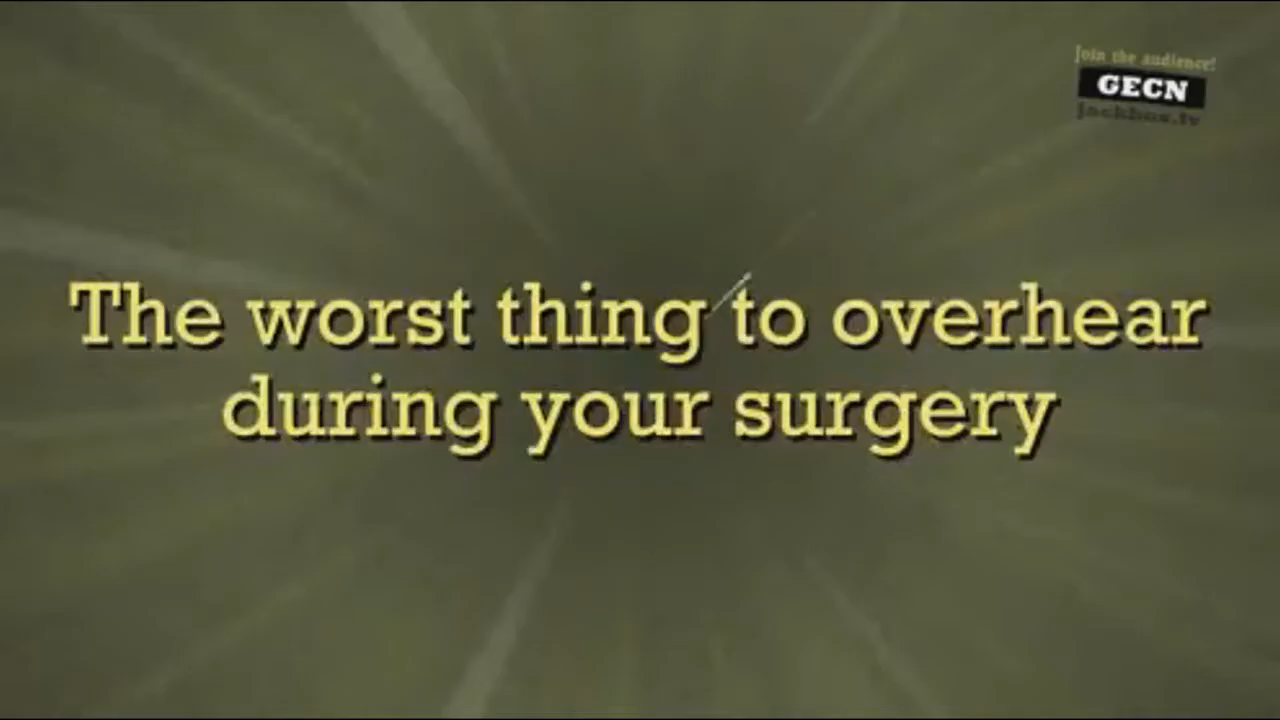 Join the audience!
GECN
jackbox.tv
The worst thing to overhear
during your surgery